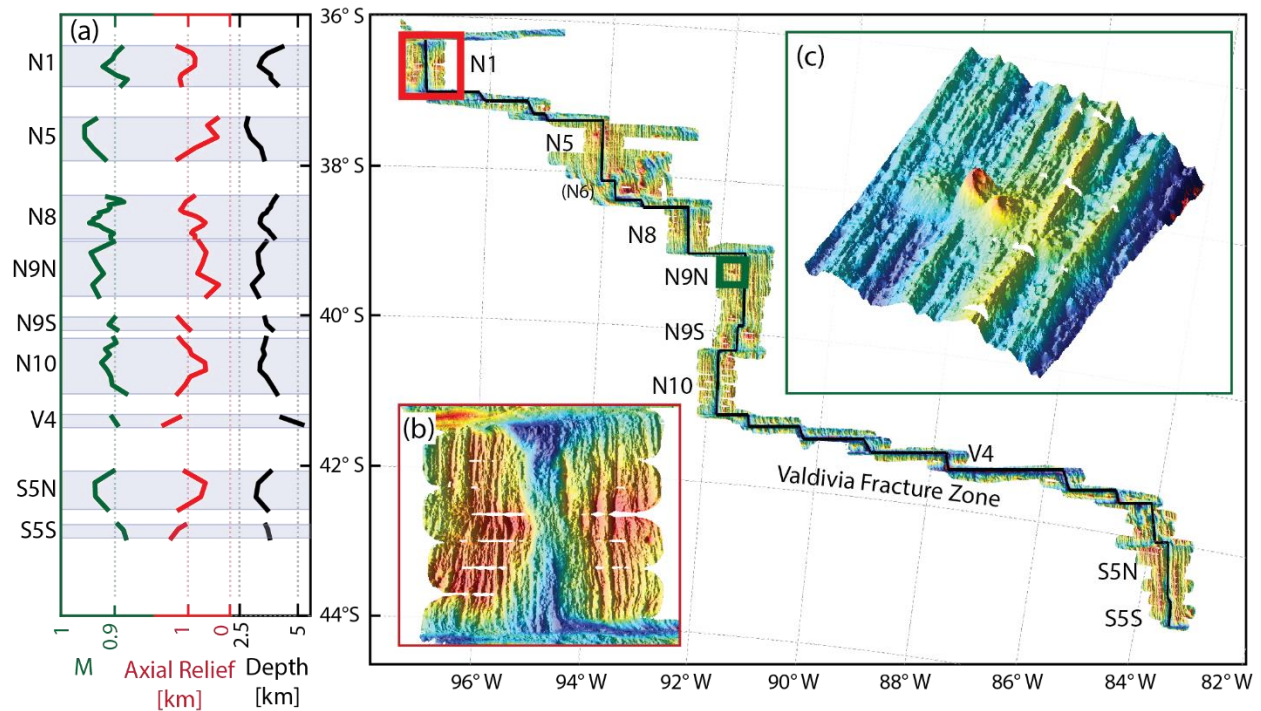 (a)
N1
N5
N8
N9N
N9S
N10
V4
S5N
S5S
1
0.9
1
0
2.5
5
M
Axial Relief
[km]
Depth
[km]
36° S
38°S
40°S
42°S
44°S
N1
N5
(N6)
N8
N9N
N9S
N10
V4
Valdivia Fracture Zone
S5N
S5S
(b)
(c)
96° W
94° W
92° W
90° W
88° W
86° W
84° W
82° W